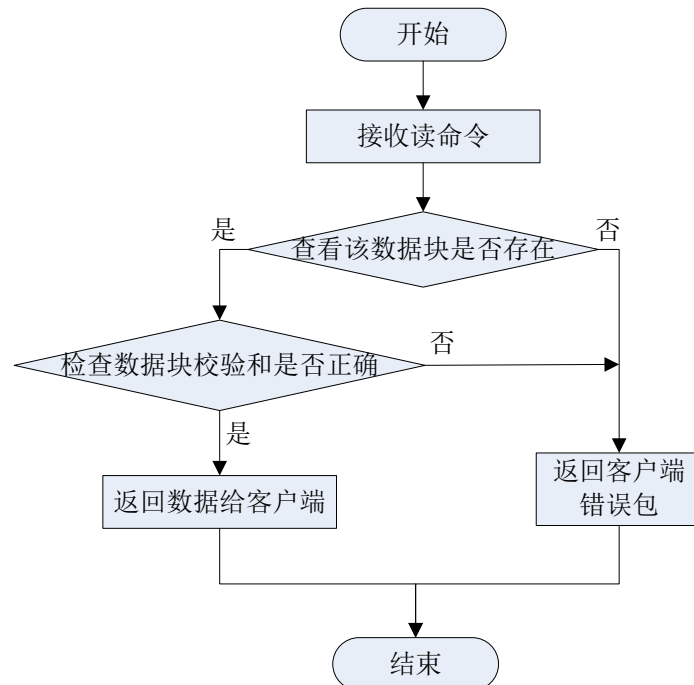 开始
接收读命令
是
查看该数据块是否存在
否
检查数据块校验和是否正确
否
是
返回数据给客户端
返回客户端
错误包
结束